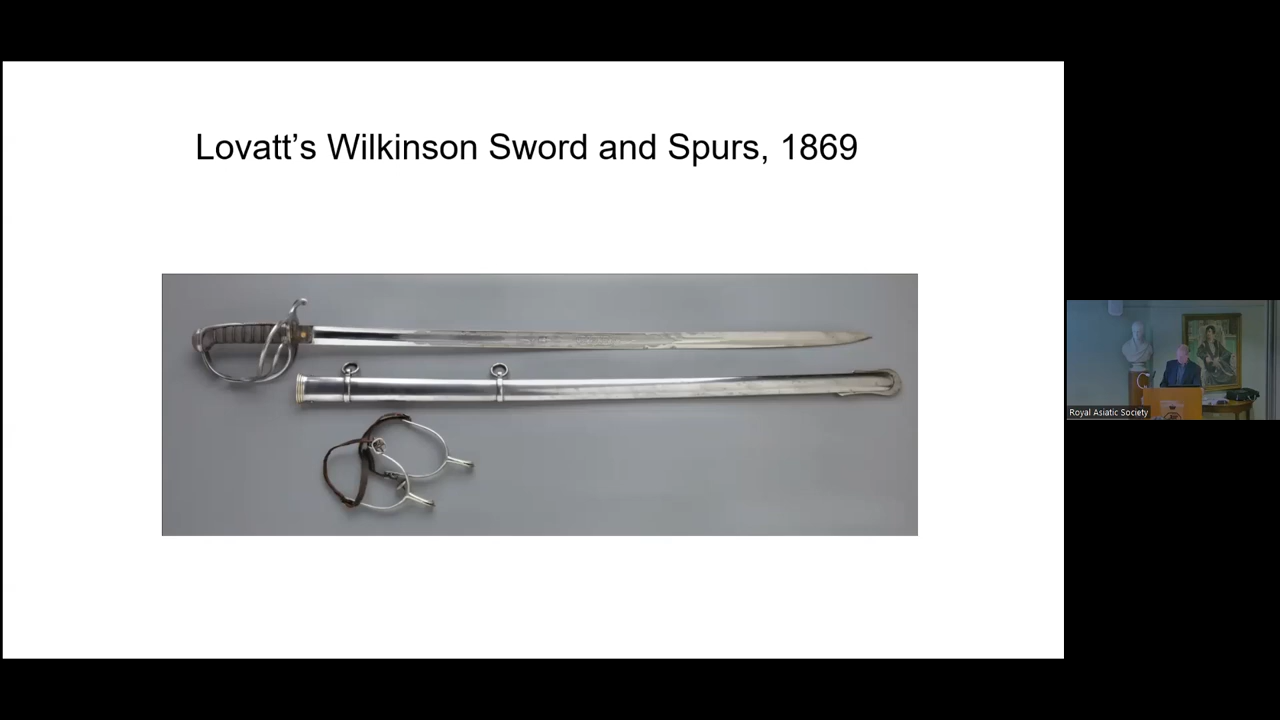 Lovatt’s Wilkinson Sword and Spurs, 1869
Royal Asiatic Society